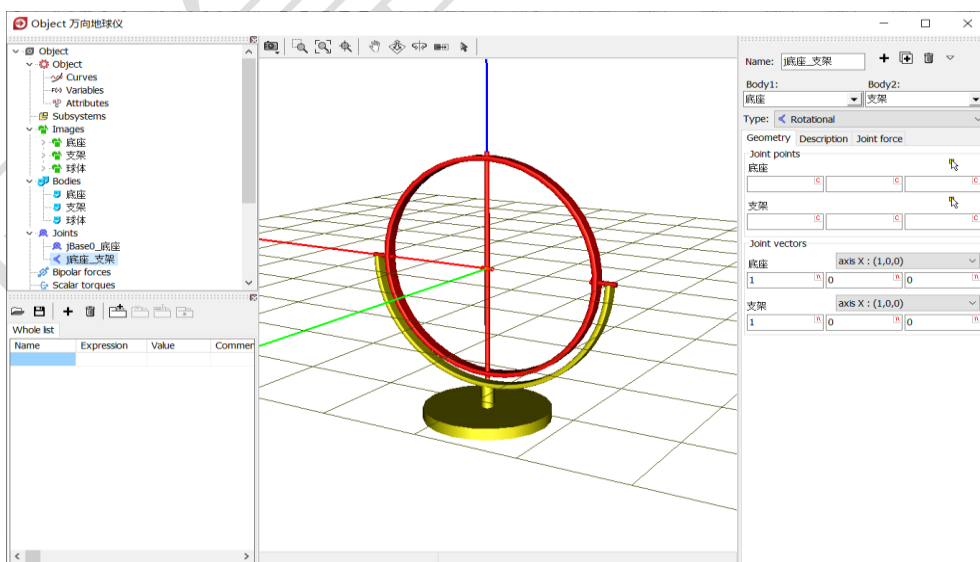 Object 万向地球仪
Object
Object
Curves
Variables
Attributes
Subsystems
Images
底座
支架
球体
Bodies
底座
支架
球体
Joints
jBase0_底座
j底座_支架
Bipolar forces
Scalar torques
Whole list
Name Expression Value Commen
Name: j底座_支架
Body1: Body2:
底座 支架
Type: Rotational
Geometry Description Joint force
Joint points
底座
C C C
支架
C C C
Joint vectors
底座 axis X : (1,0,0)
1 n 0 n 0 n
支架 axis X : (1,0,0)
1 n 0 n 0 n